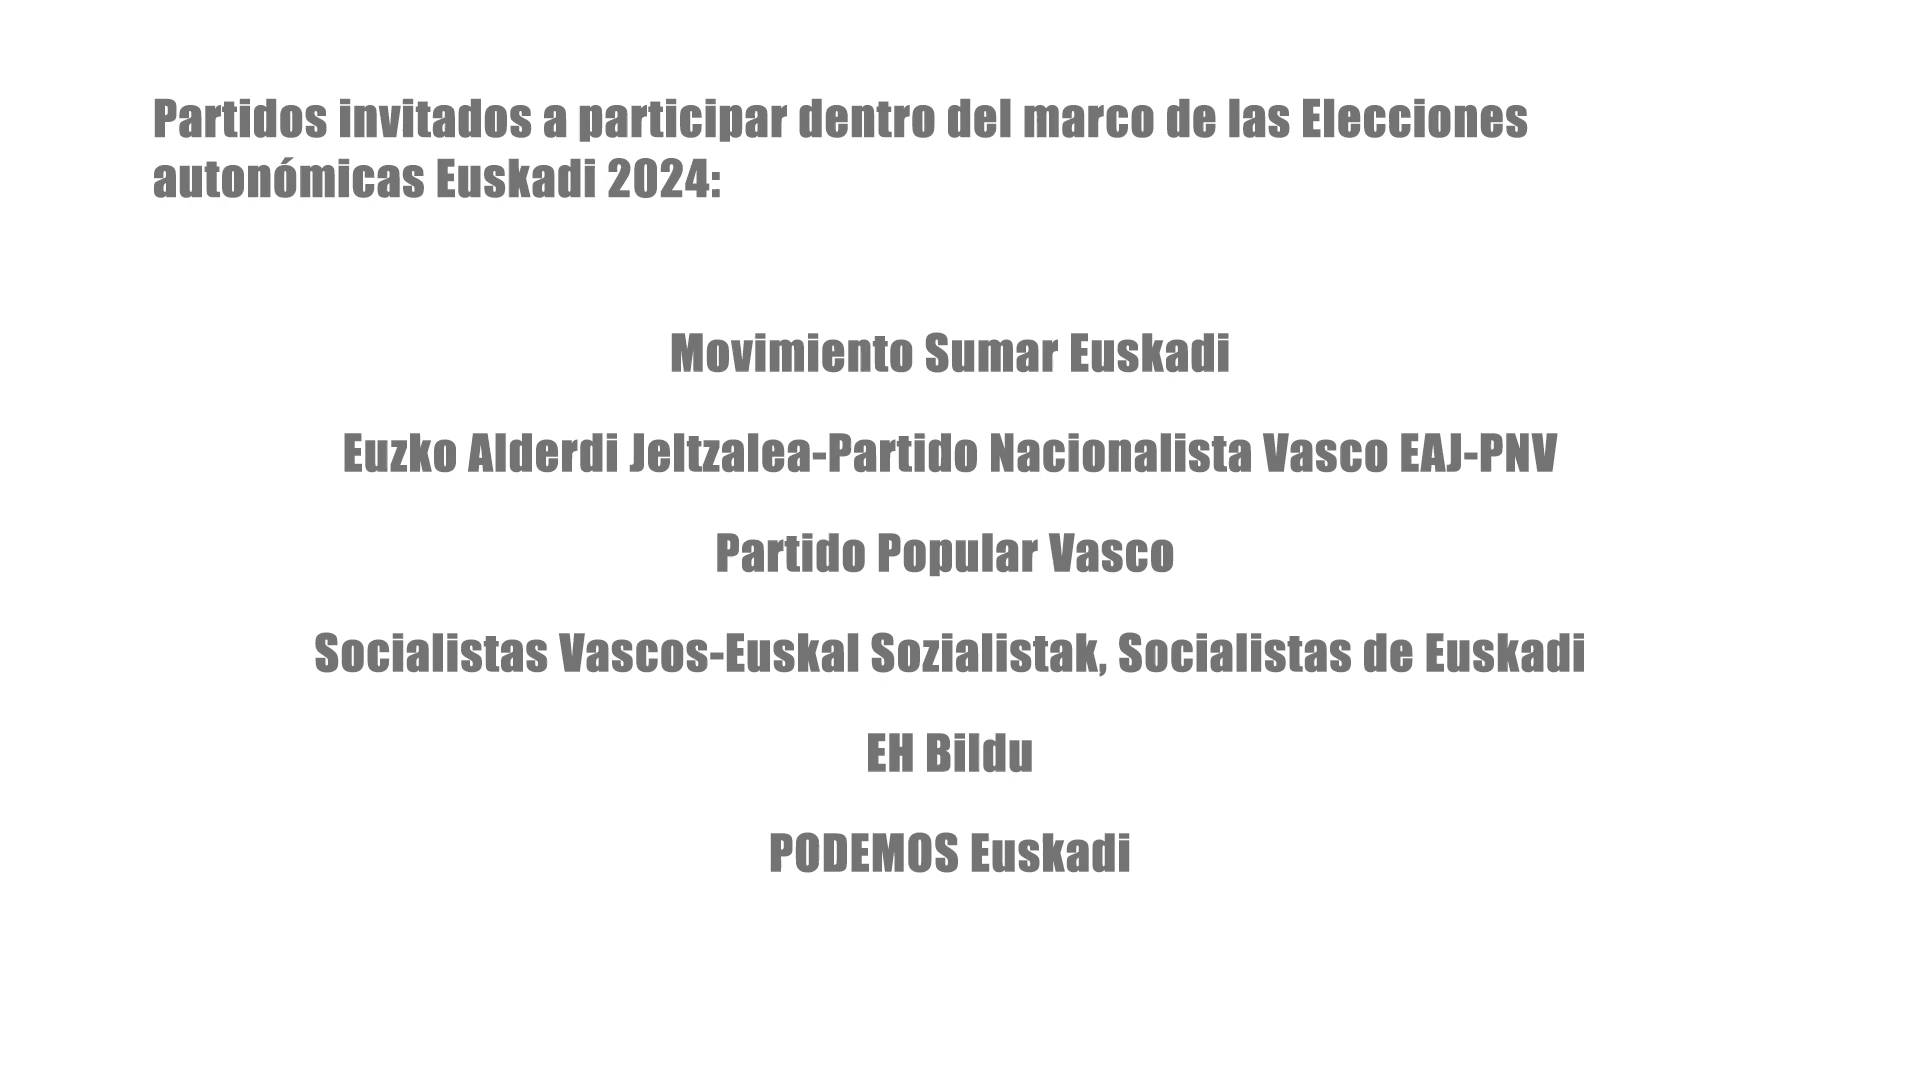 Partidos invitados a participar dentro del marco de las Elecciones
autonómicas Euskadi 2024:
Movimiento Sumar Euskadi
Euzko Alderdi Jeltzalea-Partido Nacionalista Vasco EAJ-PNV
Partido Popular Vasco
Socialistas Vascos-Euskal Sozialistak, Socialistas de Euskadi
EH Bildu
PODEMOS Euskadi